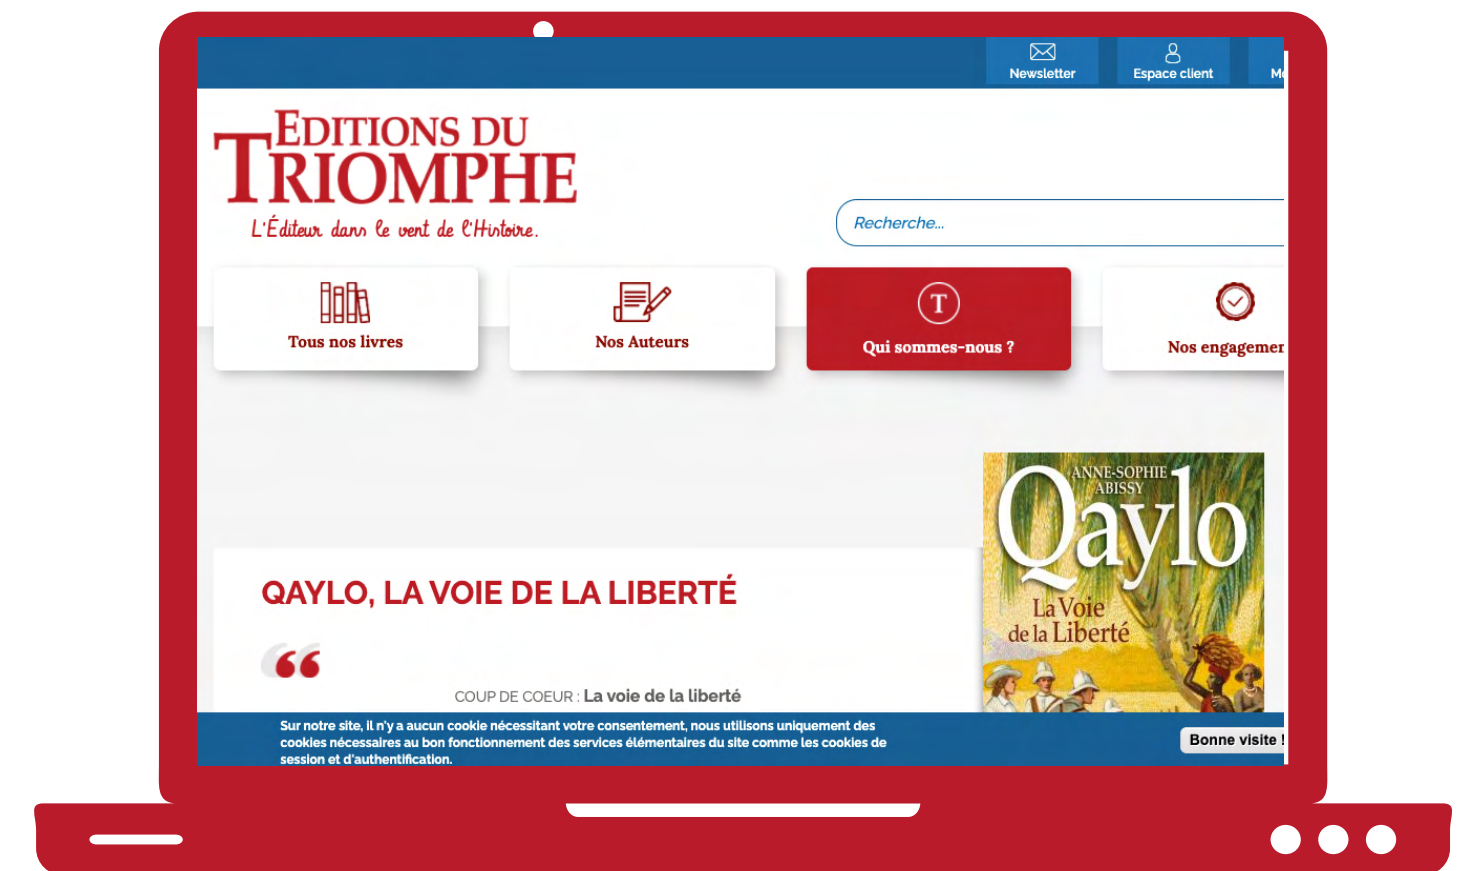 Newsletter
Espace client
EDITIONS DU
TRIOMPHE
L'Éditeur dans le vent de l'Histoire.
Recherche...
Tous nos livres
Nos Auteurs
T
Qui sommes-nous ?
Nos engagemen
ANNE-SOPHIE
ABISSY
Qaylo
La Voie
de la Liberté
QAYLO, LA VOIE DE LA LIBERTÉ
“
COUP DE COEUR : La voie de la liberté
Sur notre site, il n'y a aucun cookie nécessitant votre consentement, nous utilisons uniquement des
cookies nécessaires au bon fonctionnement des services élémentaires du site comme les cookies de
session et d'authentification.
Bonne visite !